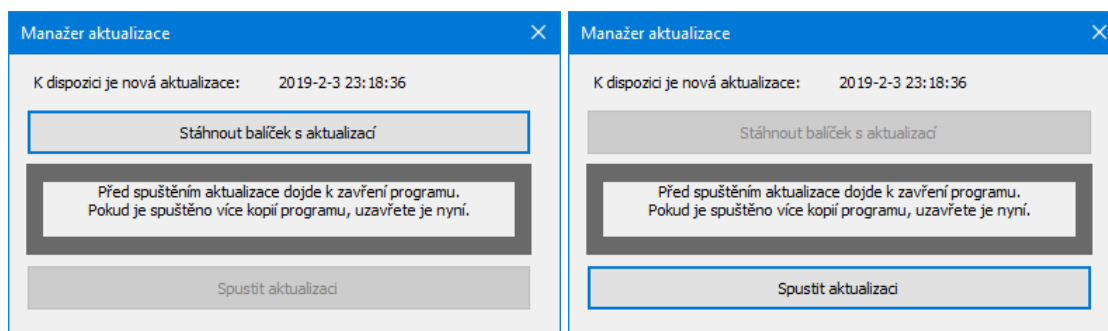 Manažer aktualizace
K dispozici je nová aktualizace: 2019-2-3 23:18:36
Stáhnout balíček s aktualizací
Před spuštěním aktualizace dojde k zavření programu.
Pokud je spuštěno více kopií programu, uzavřete je nyní.
Spustit aktualizaci
Manažer aktualizace
K dispozici je nová aktualizace: 2019-2-3 23:18:36
Stáhnout balíček s aktualizací
Před spuštěním aktualizace dojde k zavření programu.
Pokud je spuštěno více kopií programu, uzavřete je nyní.
Spustit aktualizaci